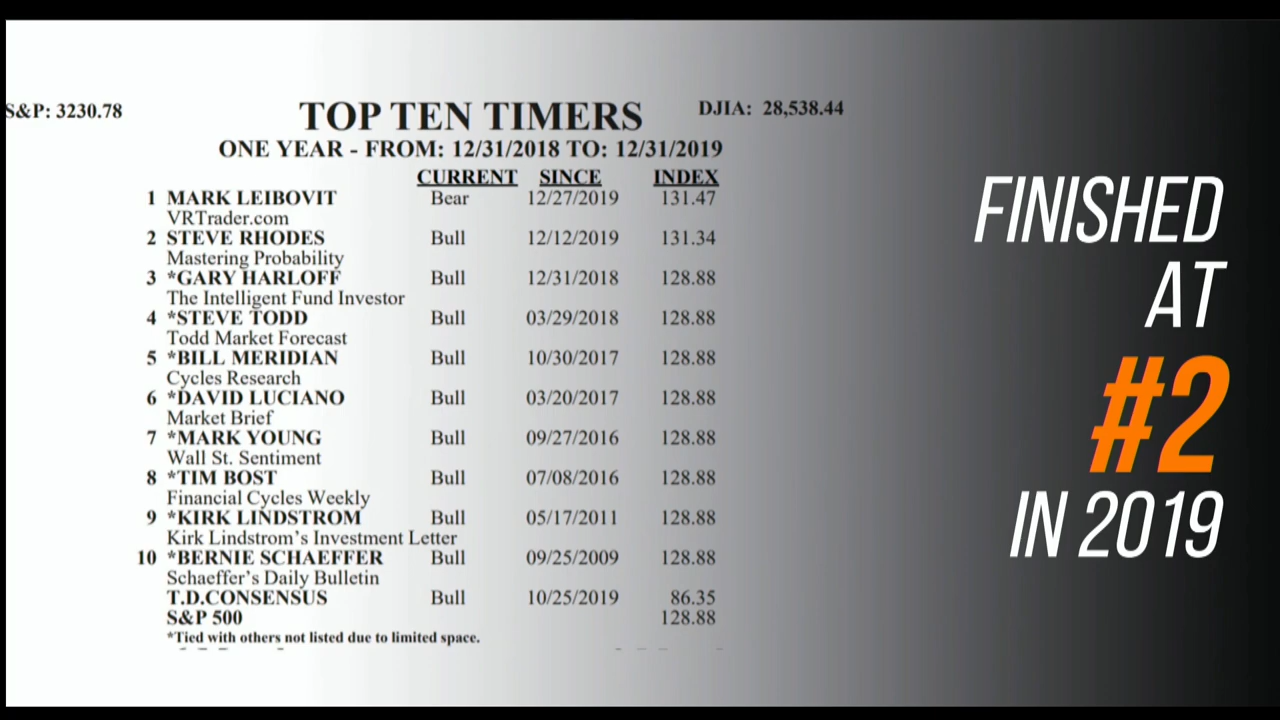 S&P: 3230.78
TOP TEN TIMERS
DJIA: 28,538.44
ONE YEAR - FROM: 12/31/2018 TO: 12/31/2019
CURRENT SINCE INDEX
1 MARK LEIBOVIT Bear 12/27/2019 131.47
VRTrader.com
2 STEVE RHODES Bull 12/12/2019 131.34
Mastering Probability
3 *GARY HARLOFF Bull 12/31/2018 128.88
The Intelligent Fund Investor
4 *STEVE TODD Bull 03/29/2018 128.88
Todd Market Forecast
5 *BILL MERIDIAN Bull 10/30/2017 128.88
Cycles Research
6 *DAVID LUCIANO Bull 03/20/2017 128.88
Market Brief
7 *MARK YOUNG Bull 09/27/2016 128.88
Wall St. Sentiment
8 *TIM BOST Bull 07/08/2016 128.88
Financial Cycles Weekly
9 *KIRK LINDSTROM Bull 05/17/2011 128.88
Kirk Lindstrom's Investment Letter
10 *BERNIE SCHAEFFER Bull 09/25/2009 128.88
Schaeffer's Daily Bulletin
T.D.CONSENSUS Bull 10/25/2019 86.35
S&P 500 128.88
*Tied with others not listed due to limited space.
FINISHED
AT
#2
IN 2019